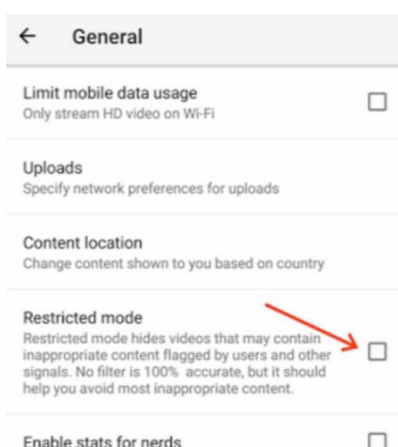 General
Limit mobile data usage
Only stream HD video on Wi-Fi
Uploads
Specify network preferences for uploads
Content location
Change content shown to you based on country
Restricted mode
Restricted mode hides videos that may contain
inappropriate content flagged by users and other
signals. No filter is 100% accurate, but it should
help you avoid most inappropriate content.
Enable stats for nerds